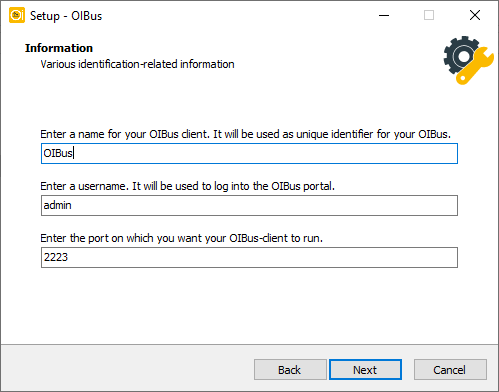 Setup - OIBus
Information
Various identification-related information
Enter a name for your OIBus client. It will be used as unique identifier for your OIBus.
OIBus
Enter a username. It will be used to log into the OIBus portal.
admin
Enter the port on which you want your OIBus-client to run.
2223
Back
Next
Cancel